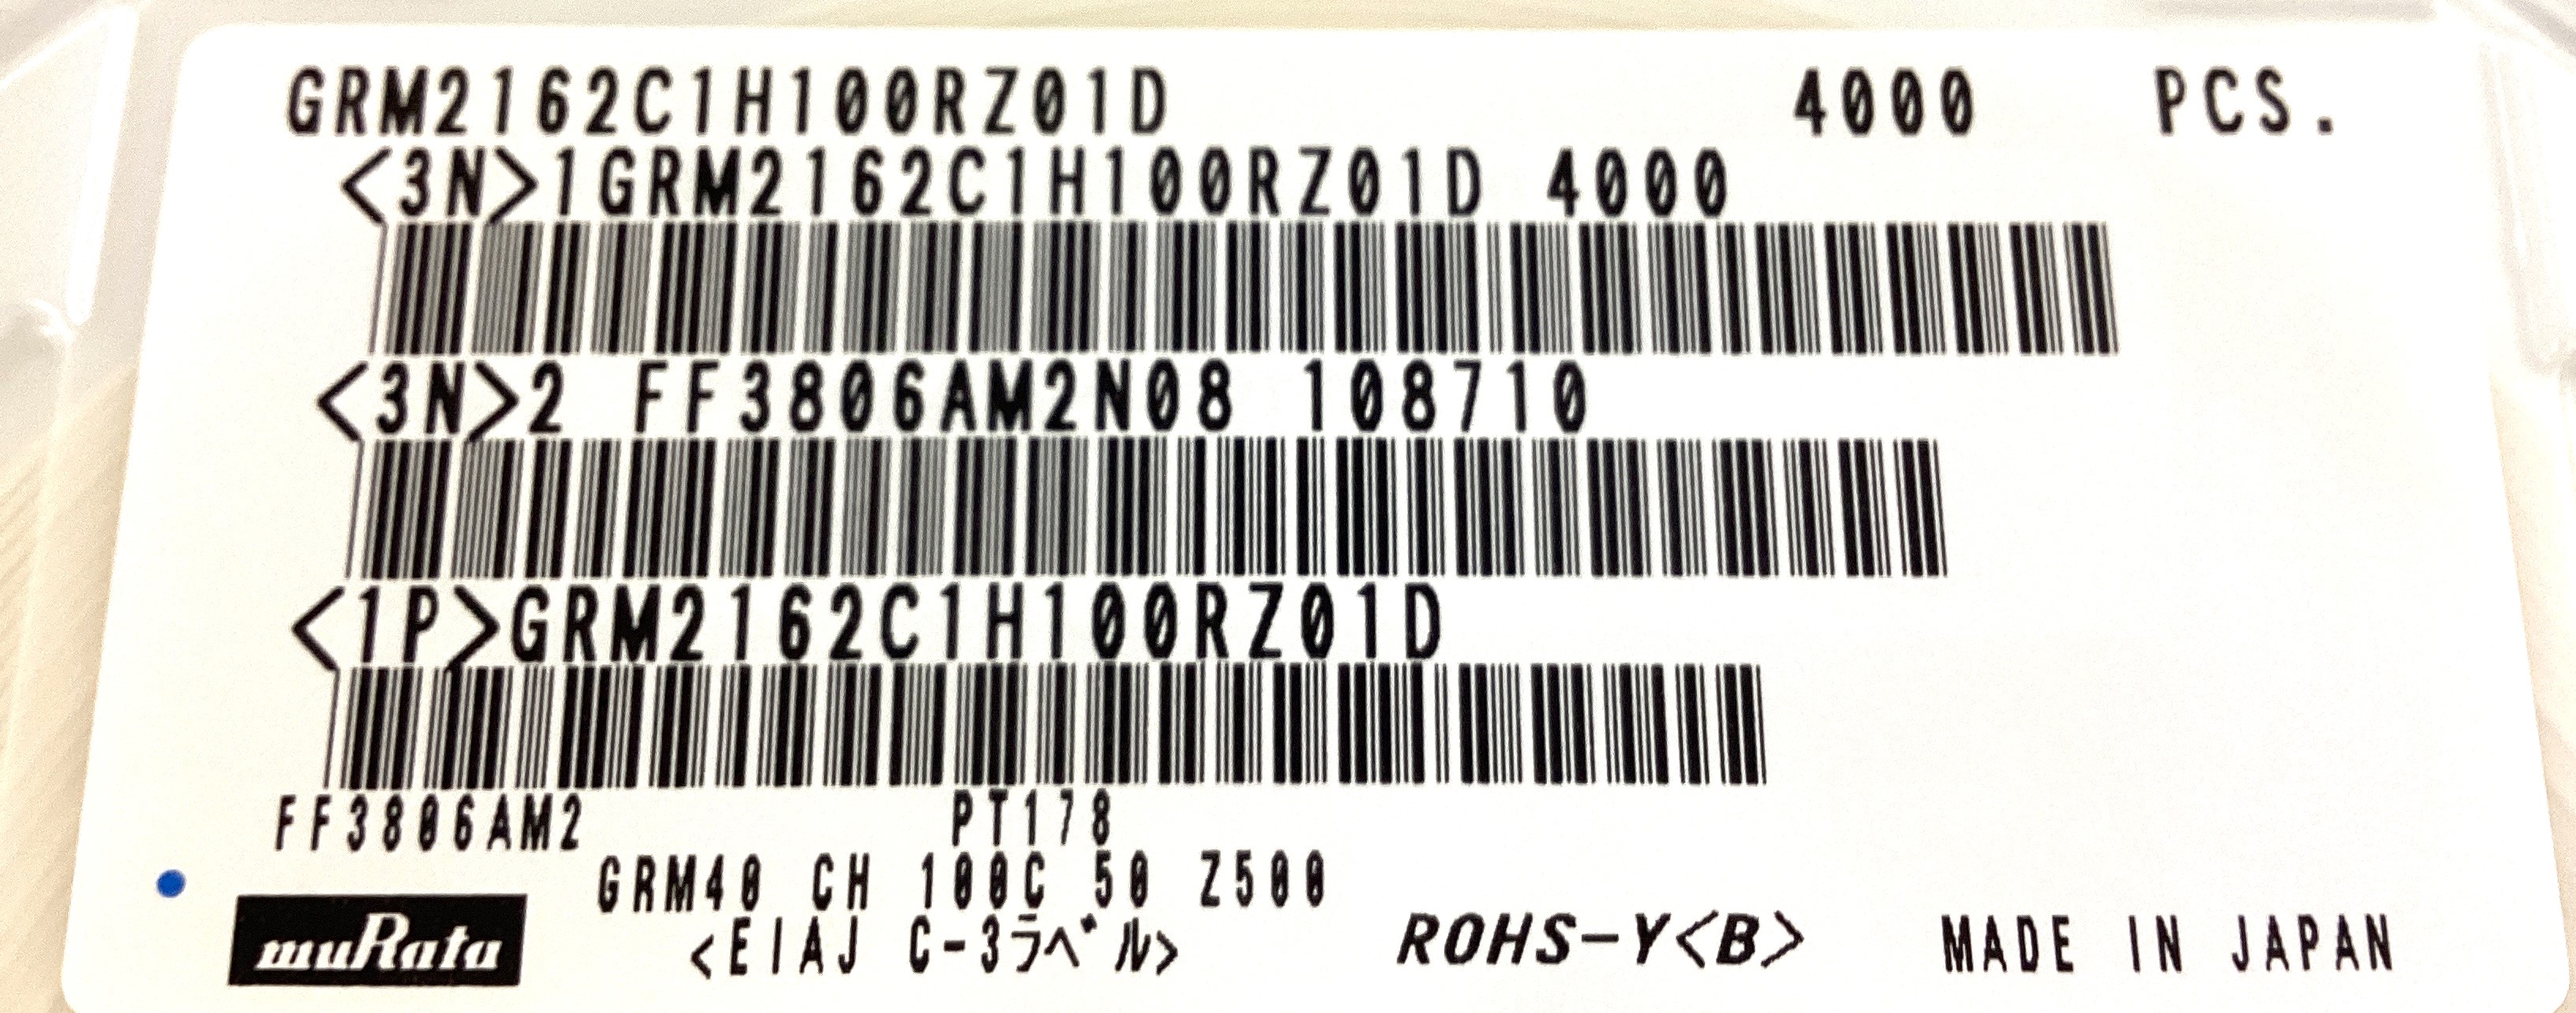 GRM2162C1H100RZ01D 4000 PCS.
<3N>1GRM2162C1H100RZ01D 4000
<3N>2 FF3806AM2N08 108710
<1P>GRM2162C1H100RZ01D
FF3806AM2 PT178
GRM40 CH 100C 50 Z500
muRata <EIAJ C-3ラベル> ROHS-Y<B> MADE IN JAPAN